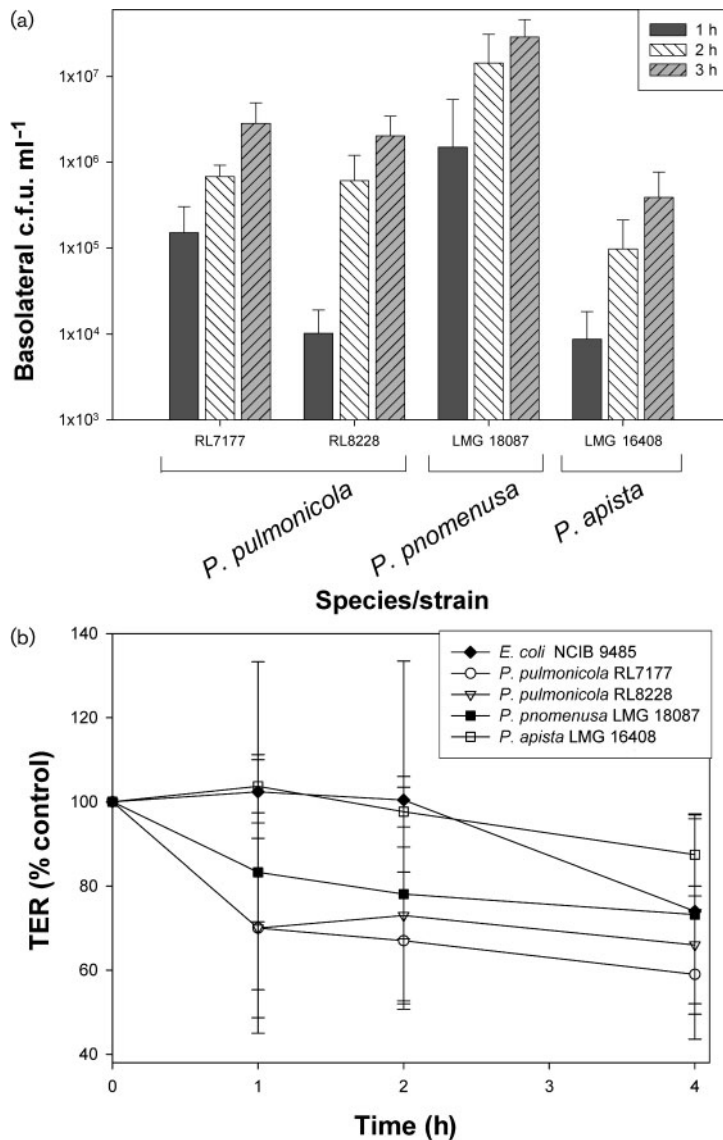 (a)
1 h
2 h
3 h
Basolateral c.f.u. ml⁻¹
1x10⁷
1x10⁶
1x10⁵
1x10⁴
1x10³
RL7177 RL8228 LMG 18087 LMG 16408
P. pulmonicola P. pnomenusa P. apista
Species/strain
(b)
E. coli NCIB 9485
P. pulmonicola RL7177
P. pulmonicola RL8228
P. pnomenusa LMG 18087
P. apista LMG 16408
TER (% control)
140
120
100
80
60
40
0 1 2 3 4
Time (h)